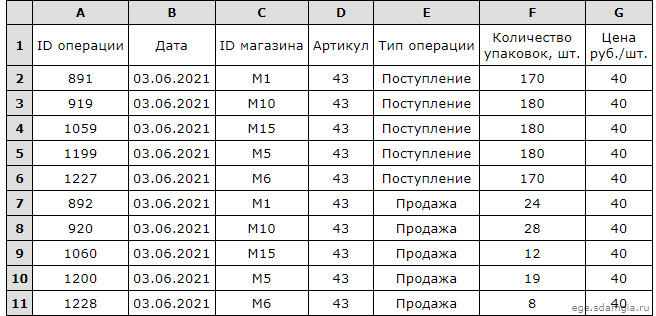 A B C D E F G
1 ID операции Дата ID магазина Артикул Тип операции Количество упаковок, шт. Цена руб./шт.
2 891 03.06.2021 M1 43 Поступление 170 40
3 919 03.06.2021 M10 43 Поступление 180 40
4 1059 03.06.2021 M15 43 Поступление 180 40
5 1199 03.06.2021 M5 43 Поступление 180 40
6 1227 03.06.2021 M6 43 Поступление 170 40
7 892 03.06.2021 M1 43 Продажа 24 40
8 920 03.06.2021 M10 43 Продажа 28 40
9 1060 03.06.2021 M15 43 Продажа 12 40
10 1200 03.06.2021 M5 43 Продажа 19 40
11 1228 03.06.2021 M6 43 Продажа 8 40
ege.sdamgia.ru